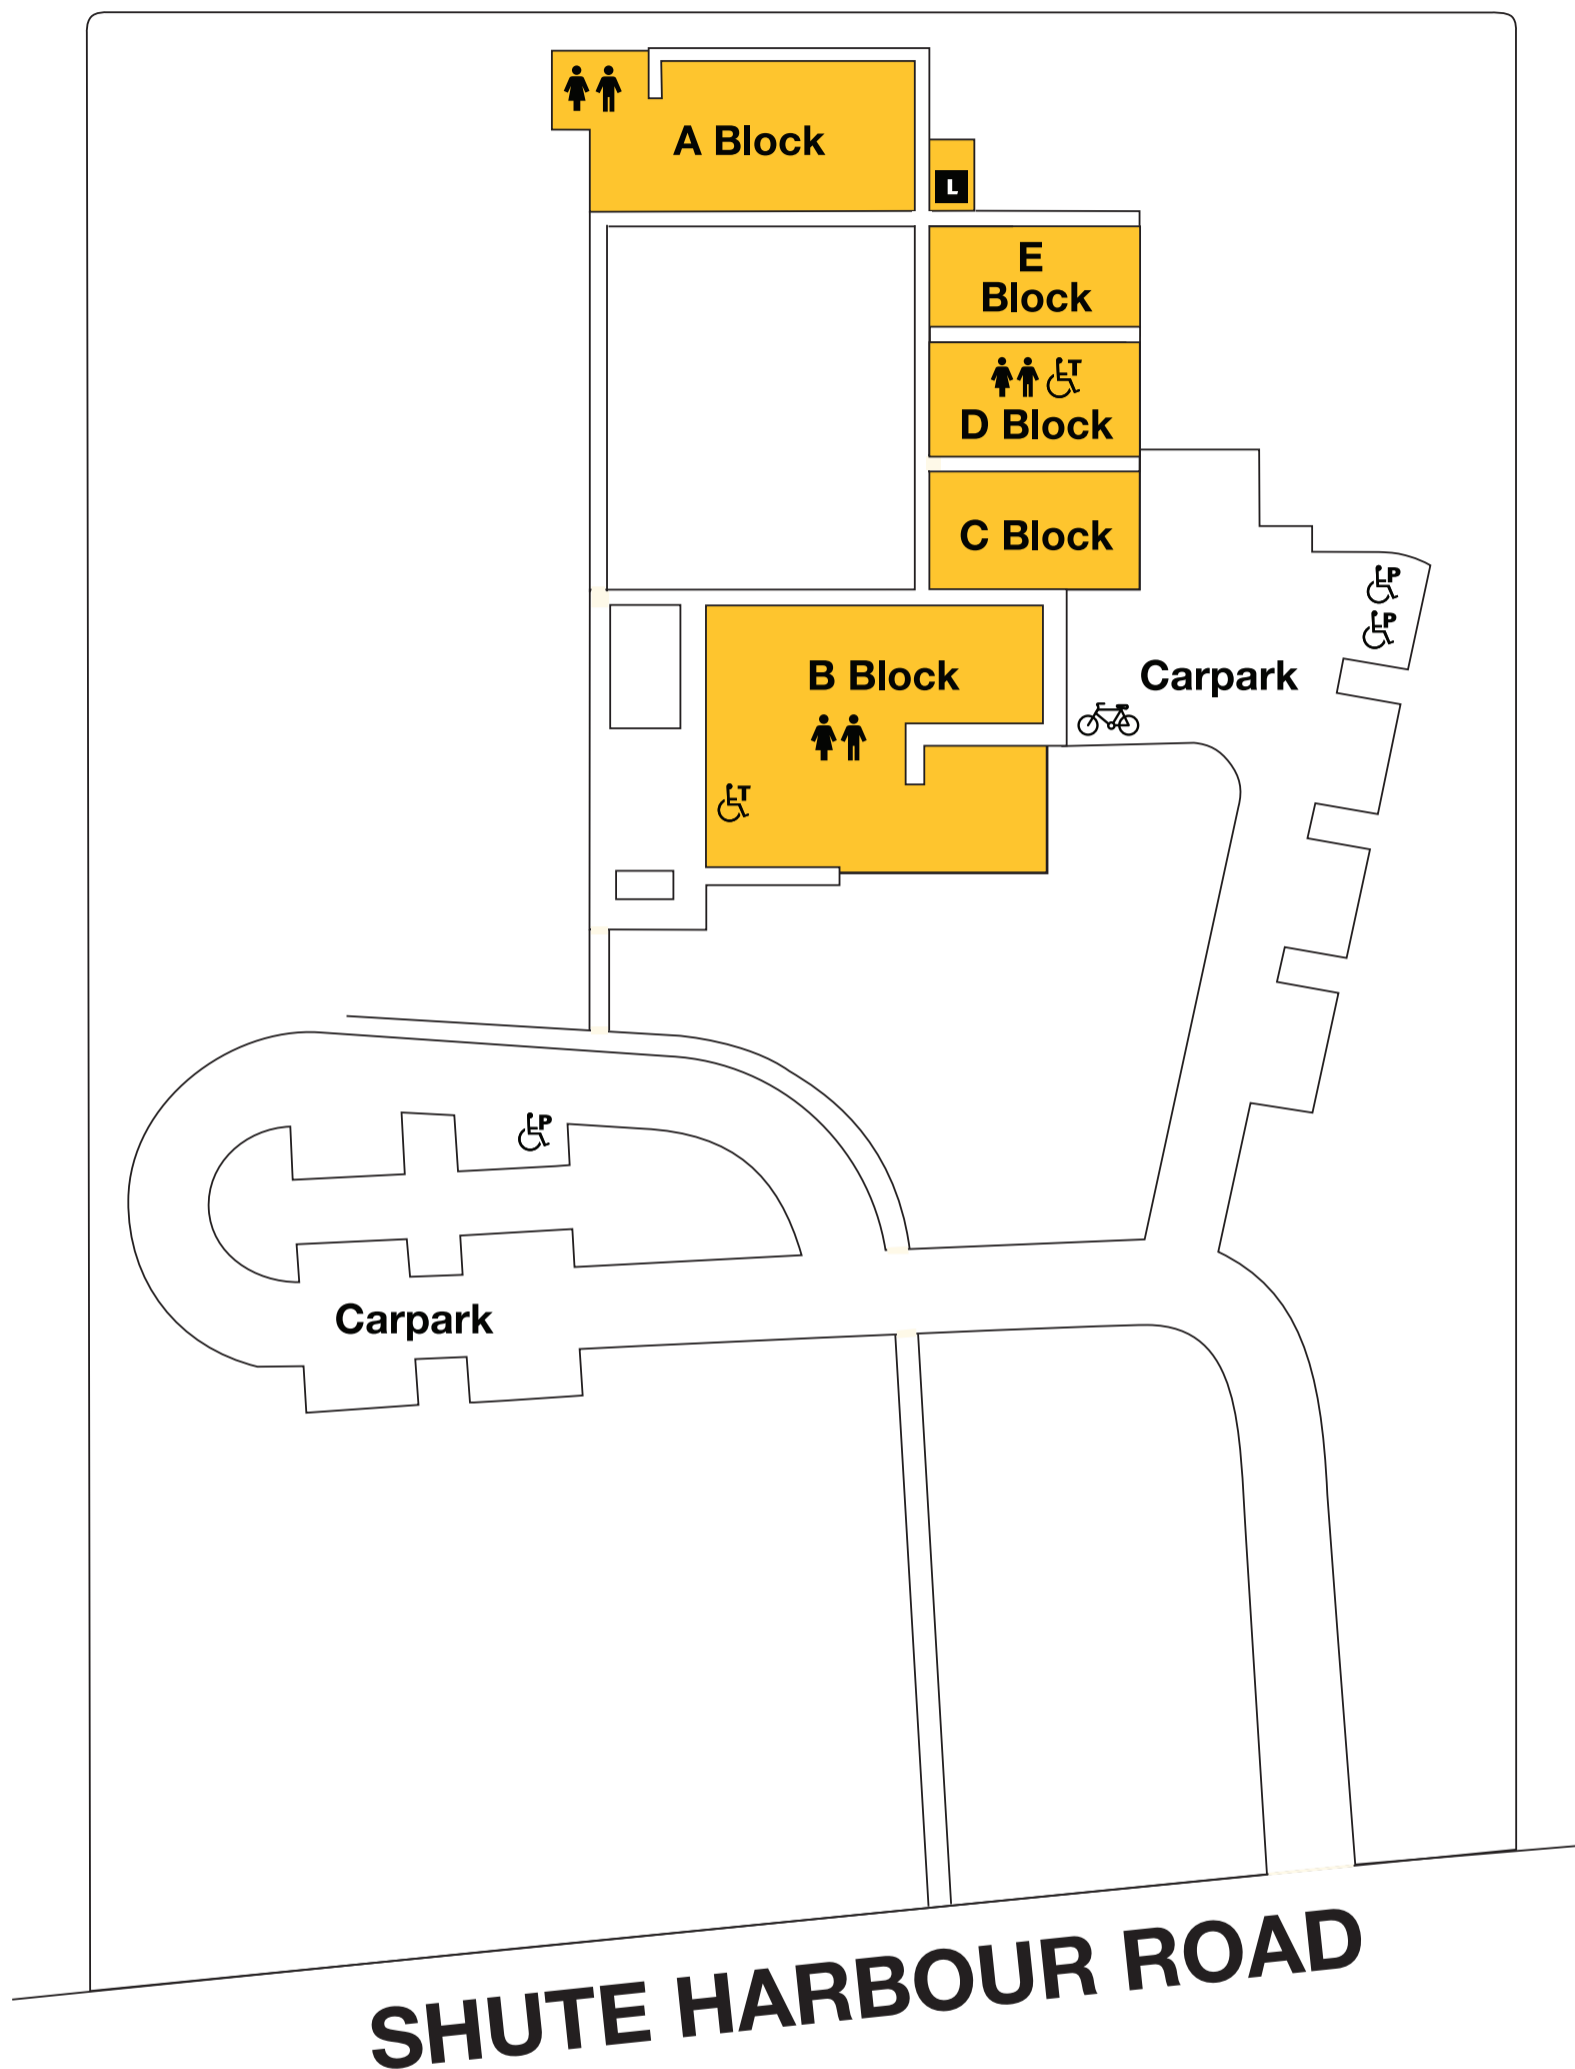 A Block
L
E
Block
T
D Block
C Block
P
P
B Block
Carpark
T
P
Carpark
SHUTE HARBOUR ROAD